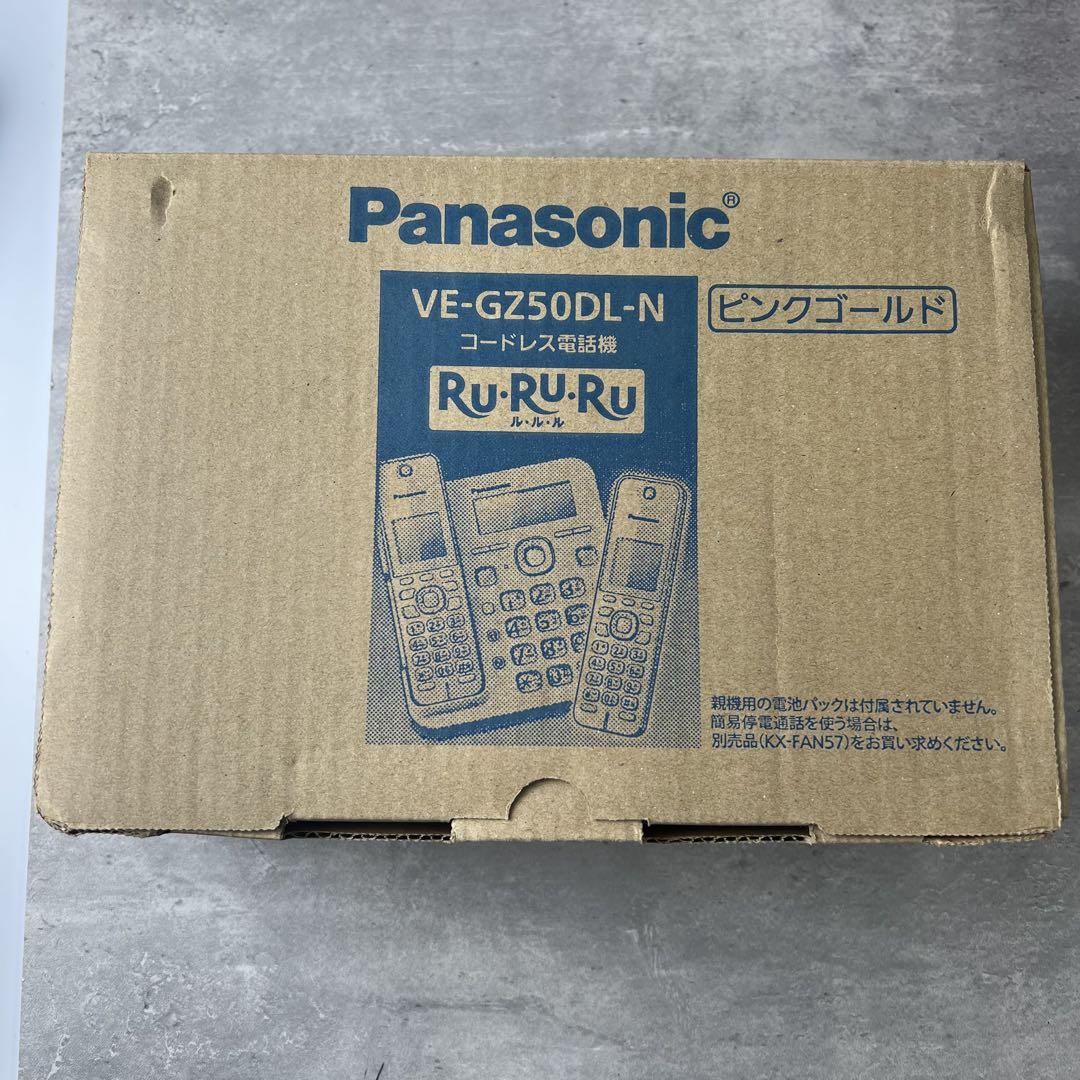 Panasonic®
VE-GZ50DL-N
ピンクゴールド
コードレス電話機
RU・RU・RU
ル・ル・ル
親機用の電池パックは付属されていません。
簡易停電通話を使う場合は、
別売品(KX-FAN57)をお買い求めください。